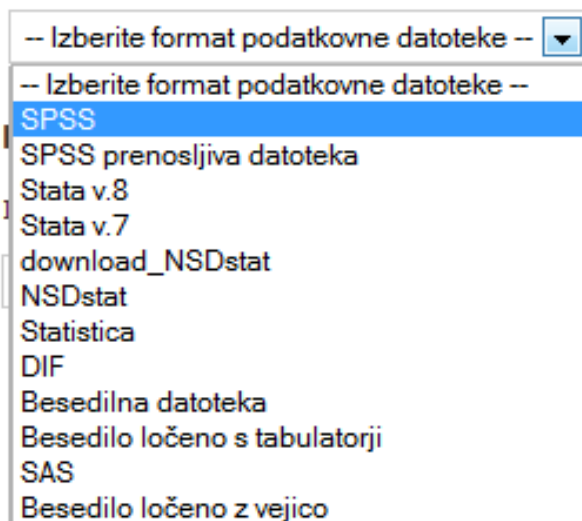 -- Izberite format podatkovne datoteke --
-- Izberite format podatkovne datoteke --
SPSS
SPSS prenosljiva datoteka
Stata v.8
Stata v.7
download_NSDstat
NSDstat
Statistica
DIF
Besedilna datoteka
Besedilo ločeno s tabulatorji
SAS
Besedilo ločeno z vejico